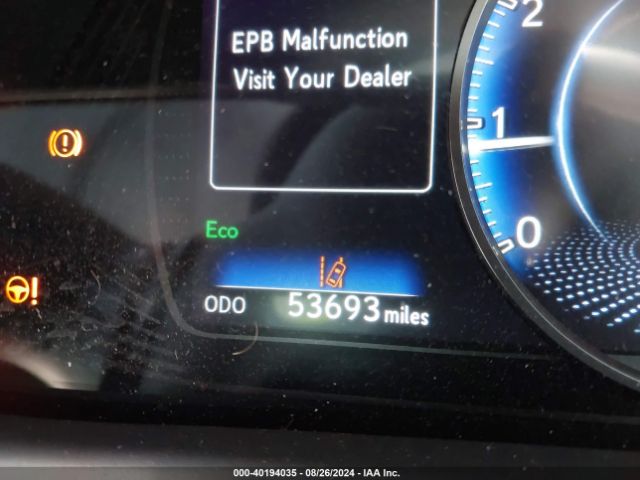 2
EPB Malfunction
Visit Your Dealer
1
Eco
0
ODO 53693 miles
000-40194035 - 08/26/2024 - IAA Inc.